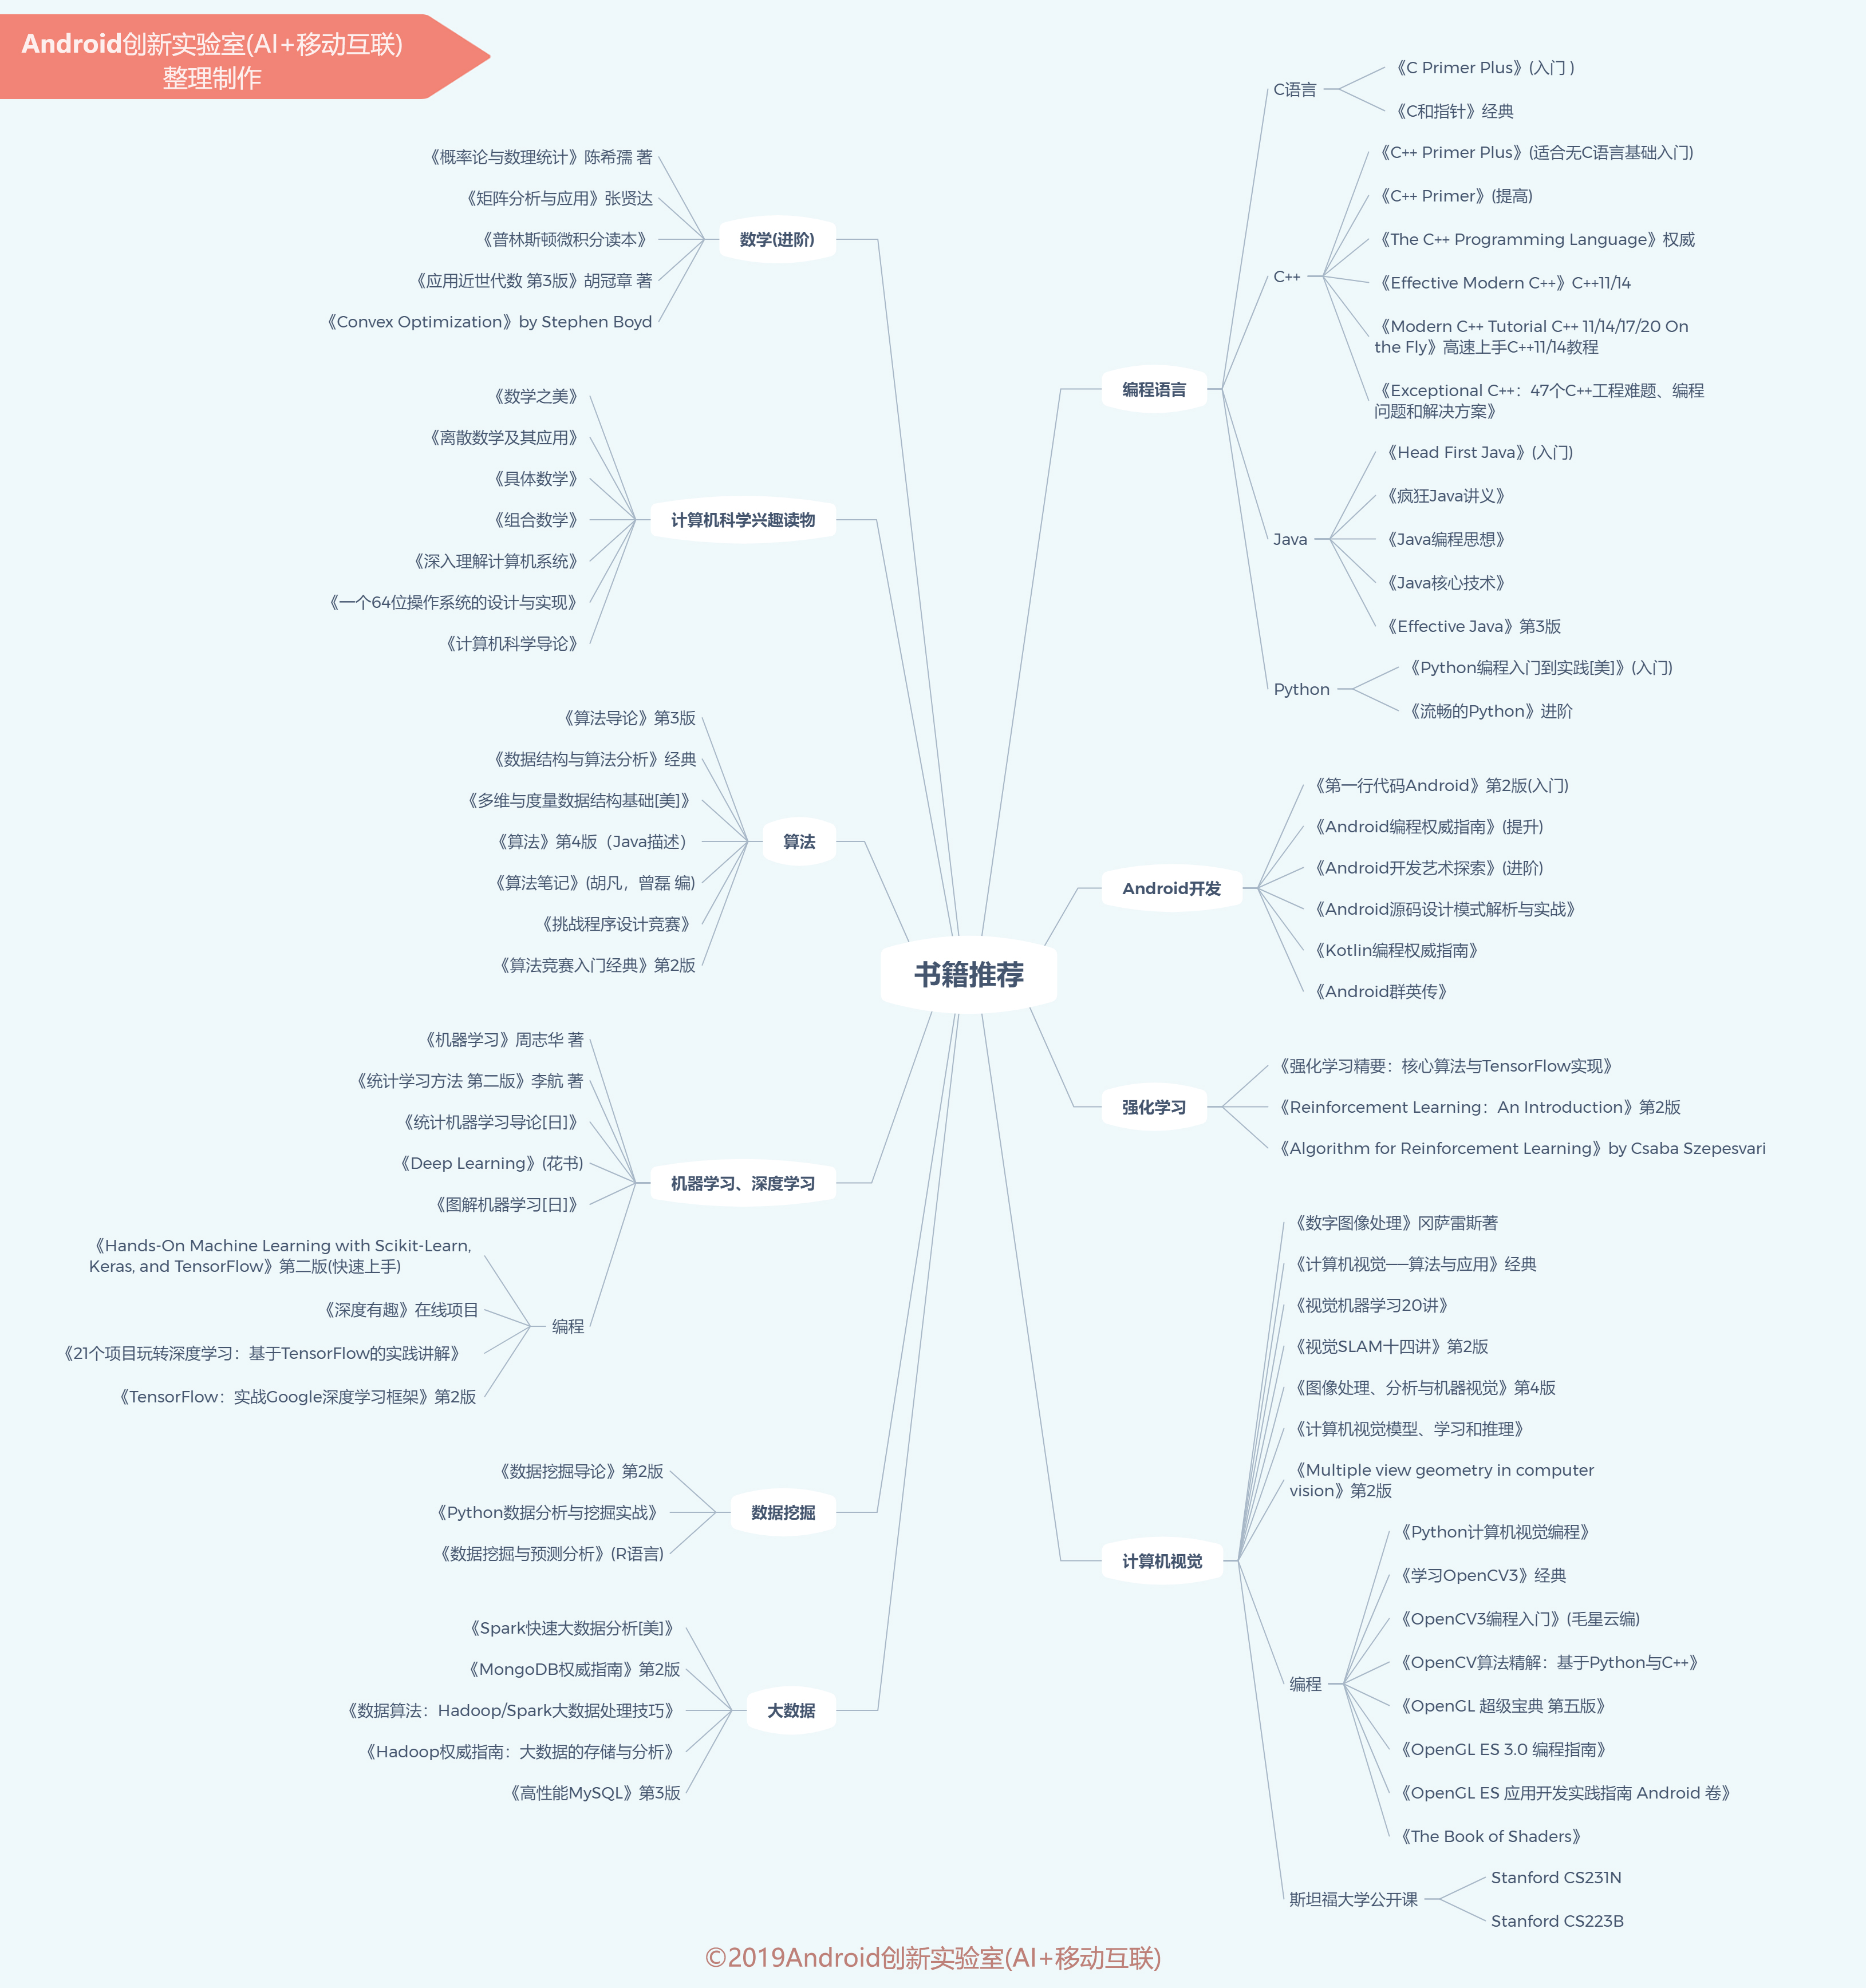 Android创新实验室(AI+移动互联)
整理制作
书籍推荐
数学(进阶)
《概率论与数理统计》陈希孺 著
《矩阵分析与应用》张贤达
《普林斯顿微积分读本》
《应用近世代数 第3版》胡冠章 著
《Convex Optimization》by Stephen Boyd
计算机科学兴趣读物
《数学之美》
《离散数学及其应用》
《具体数学》
《组合数学》
《深入理解计算机系统》
《一个64位操作系统的设计与实现》
《计算机科学导论》
算法
《算法导论》第3版
《数据结构与算法分析》经典
《多维与度量数据结构基础[美]》
《算法》第4版（Java描述）
《算法笔记》(胡凡，曾磊 编)
《挑战程序设计竞赛》
《算法竞赛入门经典》第2版
机器学习、深度学习
《机器学习》周志华 著
《统计学习方法 第二版》李航 著
《统计机器学习导论[日]》
《Deep Learning》(花书)
《图解机器学习[日]》
编程
《Hands-On Machine Learning with Scikit-Learn,
Keras, and TensorFlow》第二版(快速上手)
《深度有趣》在线项目
《21个项目玩转深度学习：基于TensorFlow的实践讲解》
《TensorFlow：实战Google深度学习框架》第2版
数据挖掘
《数据挖掘导论》第2版
《Python数据分析与挖掘实战》
《数据挖掘与预测分析》(R语言)
大数据
《Spark快速大数据分析[美]》
《MongoDB权威指南》第2版
《数据算法：Hadoop/Spark大数据处理技巧》
《Hadoop权威指南：大数据的存储与分析》
《高性能MySQL》第3版
编程语言
C语言
《C Primer Plus》(入门 )
《C和指针》经典
C++
《C++ Primer Plus》(适合无C语言基础入门)
《C++ Primer》(提高)
《The C++ Programming Language》权威
《Effective Modern C++》C++11/14
《Modern C++ Tutorial C++ 11/14/17/20 On
the Fly》高速上手C++11/14教程
《Exceptional C++：47个C++工程难题、编程
问题和解决方案》
Java
《Head First Java》(入门)
《疯狂Java讲义》
《Java编程思想》
《Java核心技术》
《Effective Java》第3版
Python
《Python编程入门到实践[美]》(入门)
《流畅的Python》进阶
Android开发
《第一行代码Android》第2版(入门)
《Android编程权威指南》(提升)
《Android开发艺术探索》(进阶)
《Android源码设计模式解析与实战》
《Kotlin编程权威指南》
《Android群英传》
强化学习
《强化学习精要：核心算法与TensorFlow实现》
《Reinforcement Learning：An Introduction》第2版
《Algorithm for Reinforcement Learning》by Csaba Szepesvari
计算机视觉
《数字图像处理》冈萨雷斯著
《计算机视觉——算法与应用》经典
《视觉机器学习20讲》
《视觉SLAM十四讲》第2版
《图像处理、分析与机器视觉》第4版
《计算机视觉模型、学习和推理》
《Multiple view geometry in computer
vision》第2版
编程
《Python计算机视觉编程》
《学习OpenCV3》经典
《OpenCV3编程入门》(毛星云编)
《OpenCV算法精解：基于Python与C++》
《OpenGL 超级宝典 第五版》
《OpenGL ES 3.0 编程指南》
《OpenGL ES 应用开发实践指南 Android 卷》
《The Book of Shaders》
斯坦福大学公开课
Stanford CS231N
Stanford CS223B
©2019Android创新实验室(AI+移动互联)